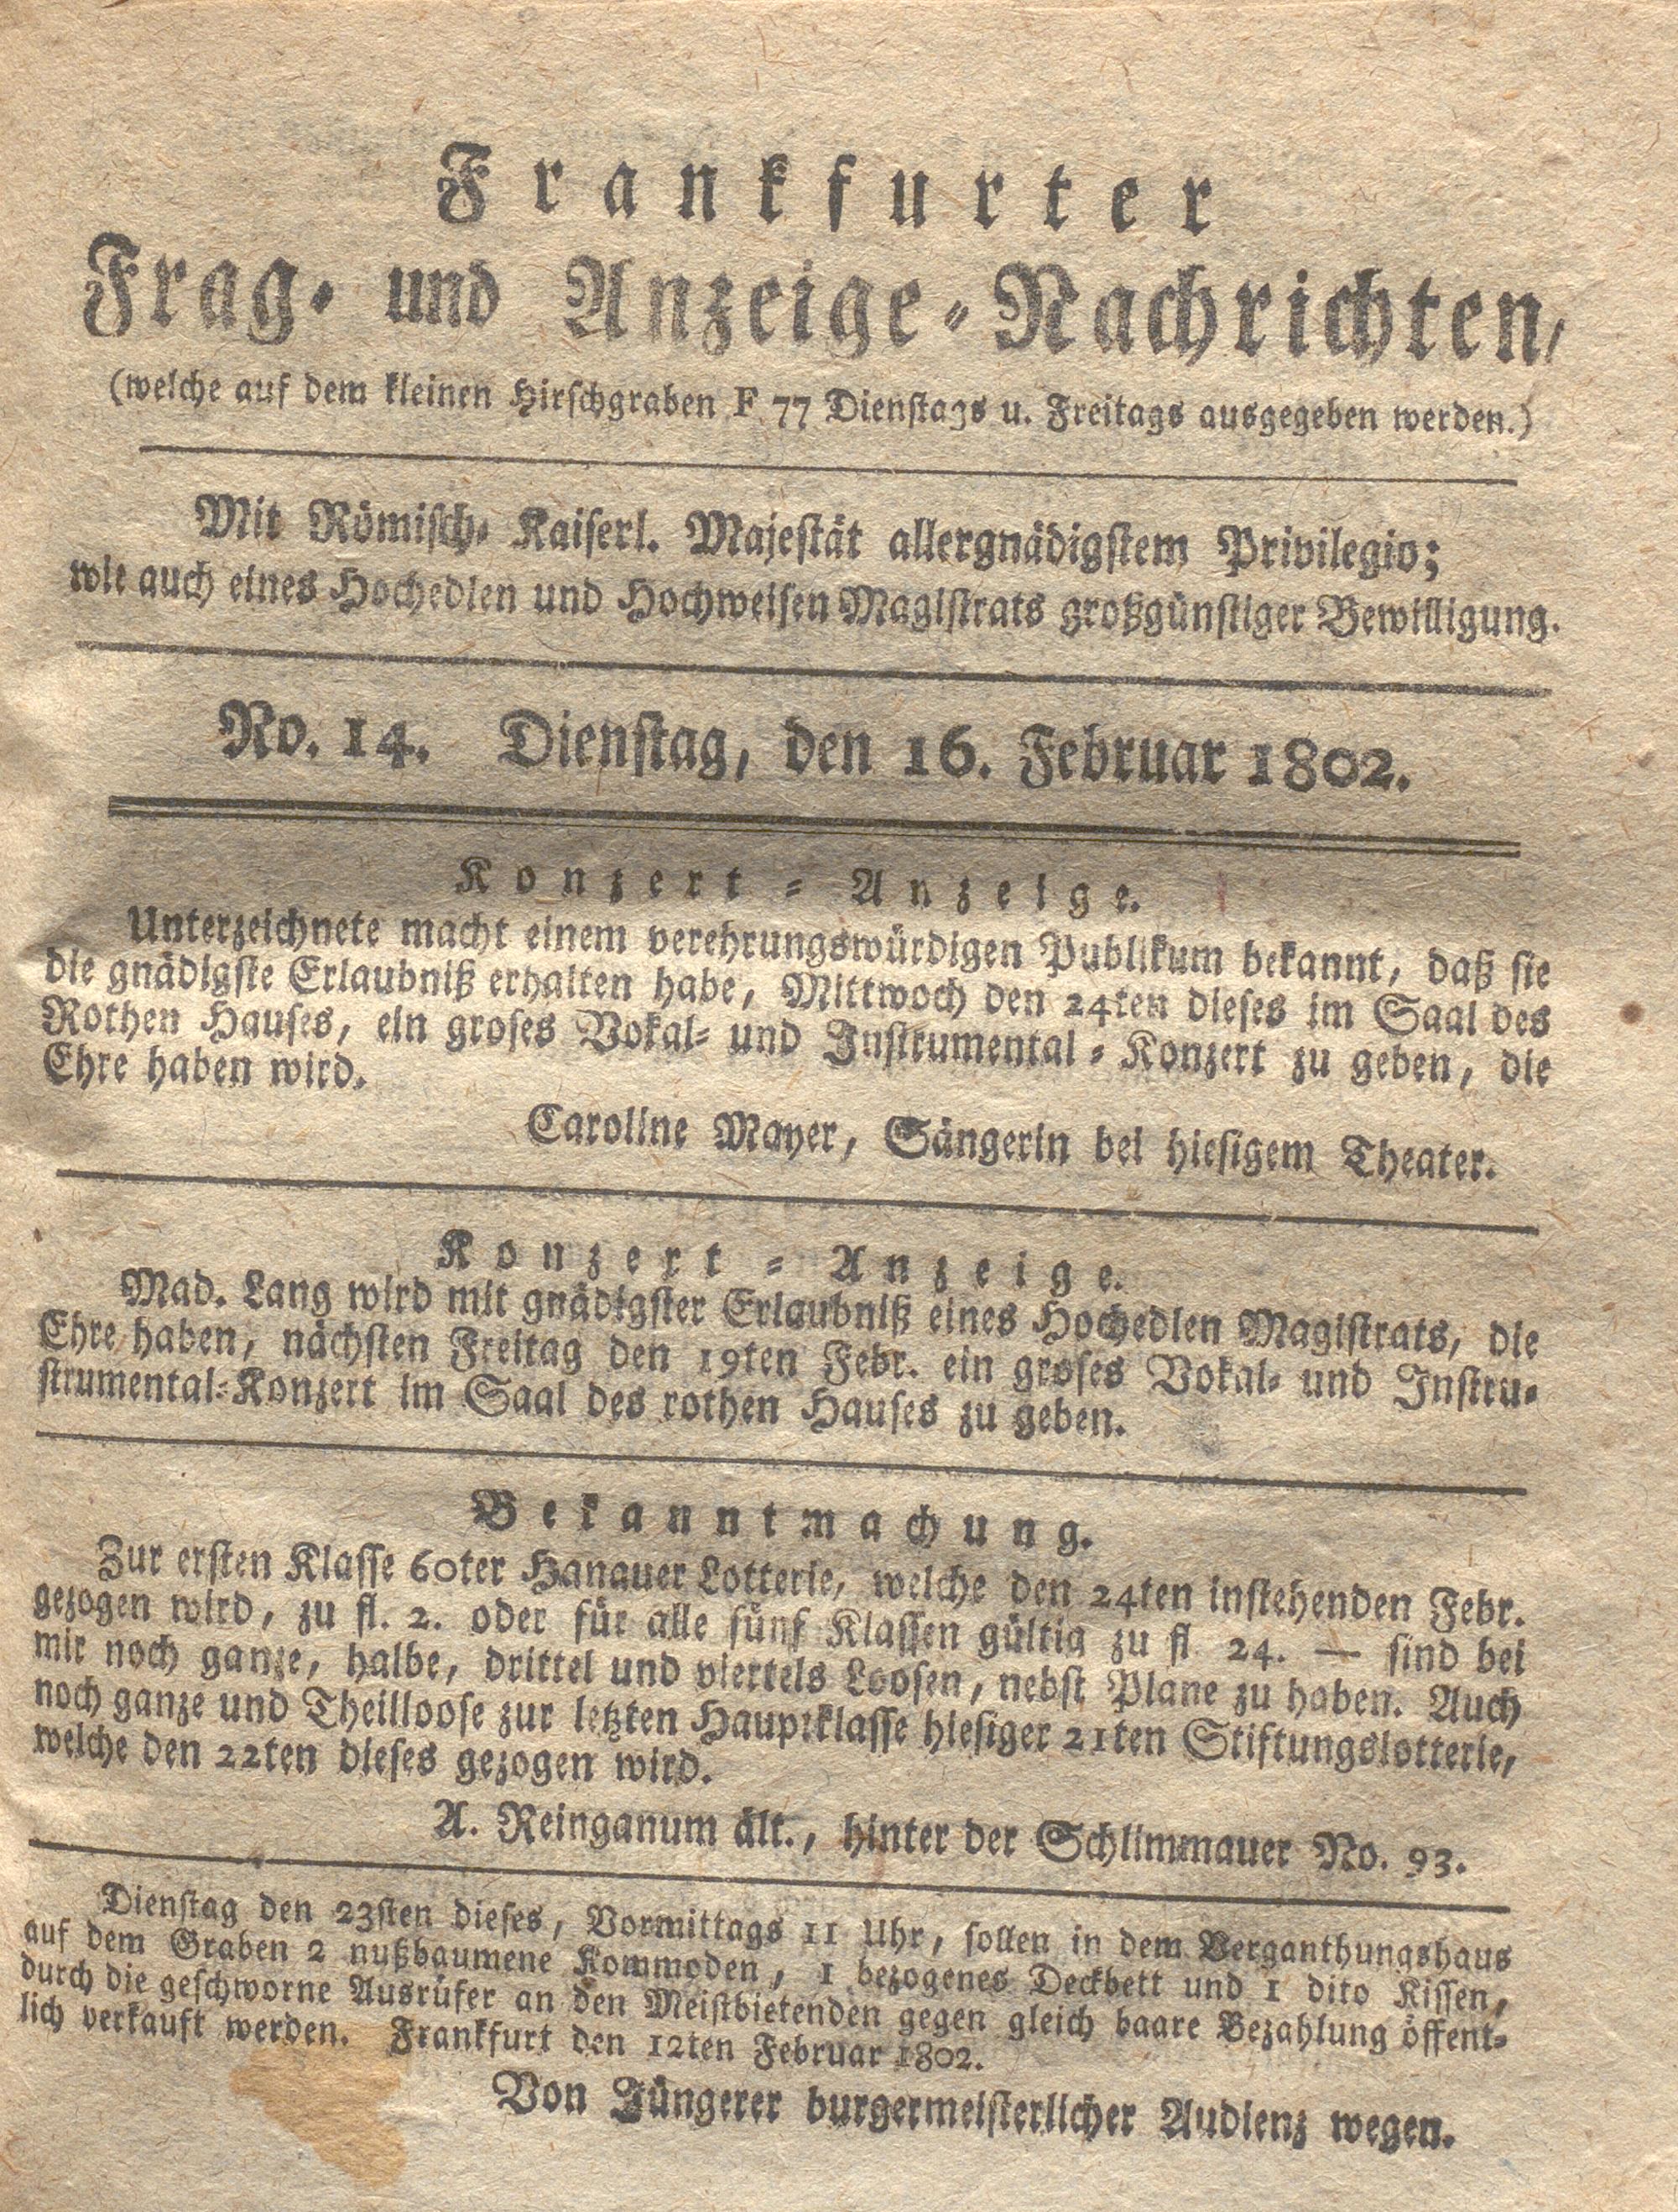 Frankfurter
Frag- und Anzeige-Nachrichten,
(welche auf dem kleinen Hirschgraben F 77 Dienstags u. Freitags ausgegeben werden.)
Mit Römisch- Kaiserl. Majestät allergnädigstem Privilegio;
wie auch eines Hochedlen und Hochweisen Magistrats großgünstiger Bewilligung.
No. 14. Dienstag, den 16. Februar 1802.
Konzert-Anzeige.
Unterzeichnete macht einem verehrungswürdigen Publikum bekannt, daß sie
die gnädigste Erlaubniß erhalten habe, Mittwoch den 24ten dieses im Saal des
Rothen Hauses, ein groses Vokal- und Instrumental-Konzert zu geben, die
Ehre haben wird.
Caroline Mayer, Sängerin bei hiesigem Theater.
Konzert-Anzeige.
Mad. Lang wird mit gnädigster Erlaubniß eines Hochedlen Magistrats, die
Ehre haben, nächsten Freitag den 19ten Febr. ein groses Vokal- und Instru-
strumental-Konzert im Saal des rothen Hauses zu geben.
Bekanntmachung.
Zur ersten Klasse 60ter Hanauer Lotterie, welche den 24ten instehenden Febr.
gezogen wird, zu fl. 2. oder für alle fünf Klassen gültig zu fl 24. — sind bei
mir noch ganze, halbe, drittel und viertels Loosen, nebst Plane zu haben. Auch
noch ganze und Theilloose zur letzten Hauptklasse hiesiger 21ten Stiftungslotterie,
welche den 22ten dieses gezogen wird.
A. Reinganum ält., hinter der Schlimmauer No. 93.
Dienstag den 23sten dieses, Vormittags 11 Uhr, sollen in dem Verganthungshaus
auf dem Graben 2 nußbaumene Kommoden, 1 bezogenes Deckbett und 1 dito Kissen,
durch die geschworne Ausrüfer an den Meistbietenden gegen gleich baare Bezahlung öffent-
lich verkauft werden. Frankfurt den 12ten Februar 1802.
Von Jüngerer burgermeisterlicher Audienz wegen.